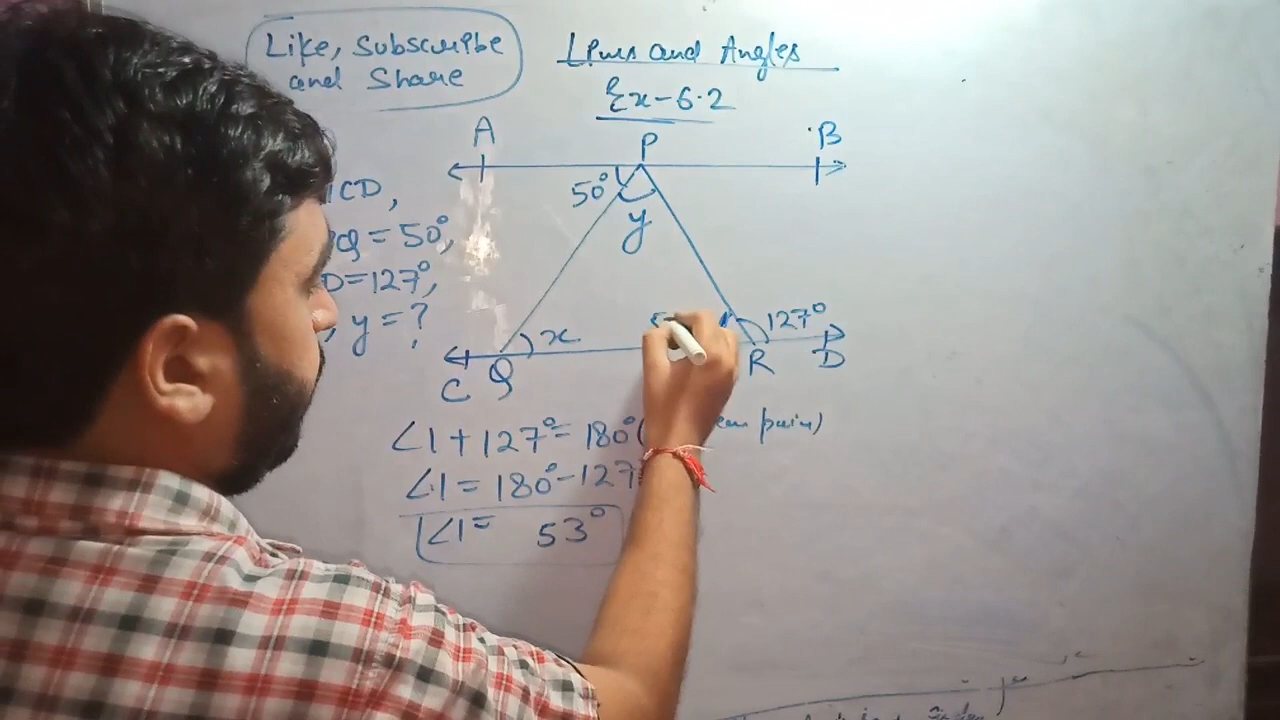 Like, Subscribe
and Share
Lines and Angles
Ex-6.2
A
P
B
CD,
50°
Q = 50°,
y
D = 127°,
y = ?
x
127°
C
Q
R
D
∠1 + 127° = 180° (
pair)
∠1 = 180° - 127
∠1 = 53°